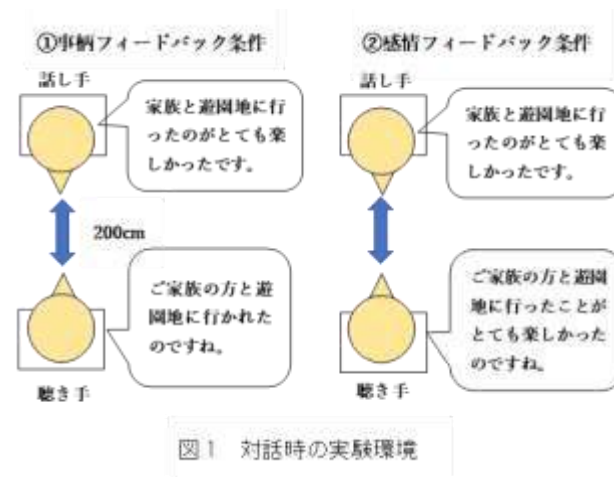 ①事柄フィードバック条件
話し手
家族と遊園地に行
ったのがとても楽
しかったです。
200cm
ご家族の方と遊
園地に行かれた
のですね。
聴き手
②感情フィードバック条件
話し手
家族と遊園地に行
ったのがとても楽
しかったです。
ご家族の方と遊園
地に行ったことが
とても楽しかった
のですね。
聴き手
図1 対話時の実験環境